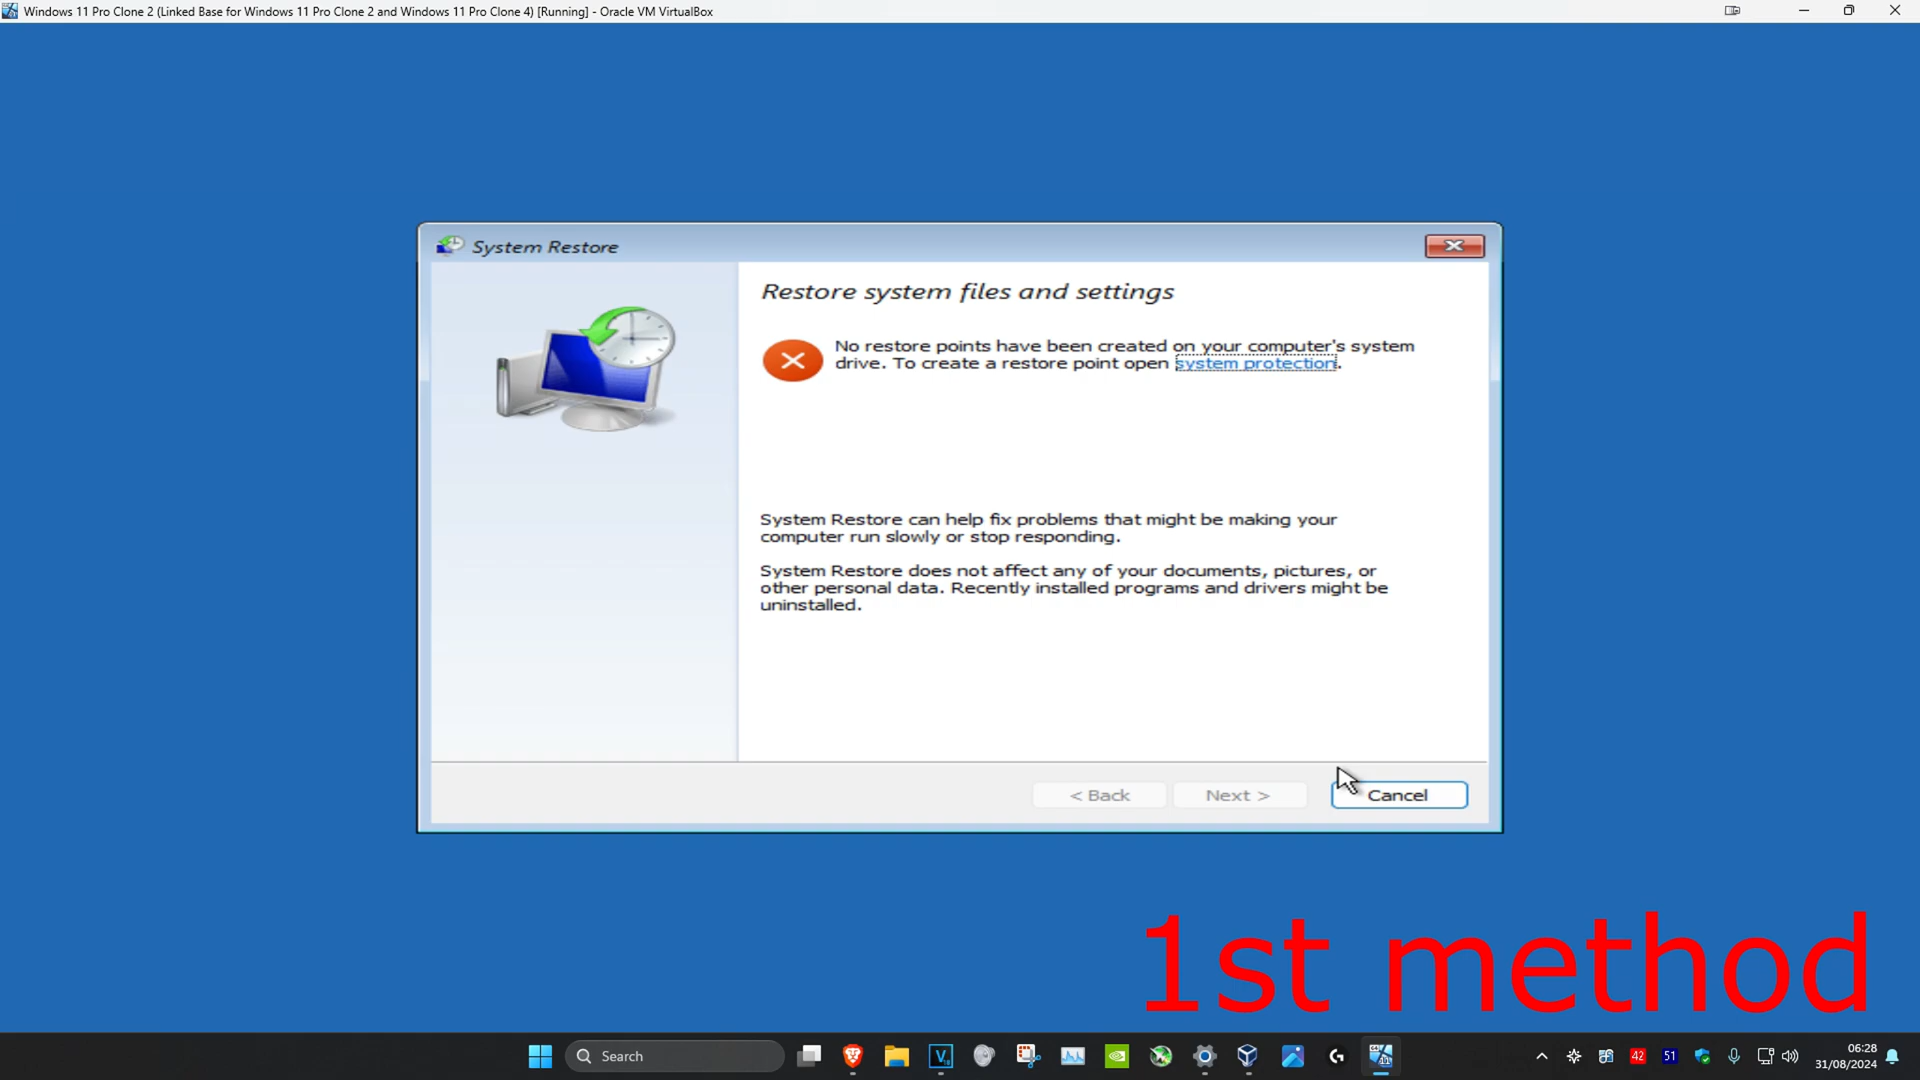 Windows 11 Pro Clone 2 (Linked Base for Windows 11 Pro Clone 2 and Windows 11 Pro Clone 4) [Running] - Oracle VM VirtualBox
System Restore
Restore system files and settings
No restore points have been created on your computer's system
drive. To create a restore point open system protection.
System Restore can help fix problems that might be making your
computer run slowly or stop responding.
System Restore does not affect any of your documents, pictures, or
other personal data. Recently installed programs and drivers might be
uninstalled.
< Back Next > Cancel
1st method
Search
42 51
06:28
31/08/2024